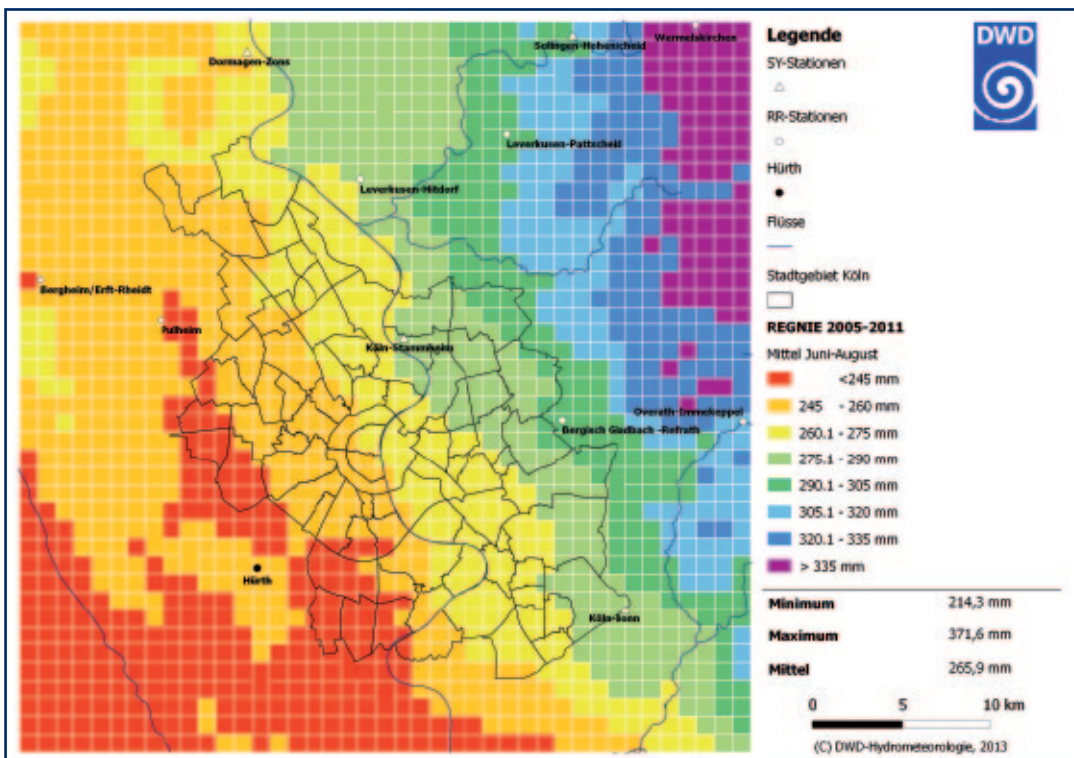 Wermelskirchen
Solingen-Hohenscheid
Dormagen-Zons
Leverkusen-Pattscheid
Leverkusen-Hitdorf
Bergheim/Erft-Rheidt
Pulheim
Köln-Stammheim
Overath-Immekeppel
Bergisch Gladbach -Refrath
Hürth
Köln-Bonn
Legende
DWD
SY-Stationen
RR-Stationen
Hürth
Flüsse
Stadtgebiet Köln
REGNIE 2005-2011
Mittel Juni-August
<245 mm
245 - 260 mm
260.1 - 275 mm
275.1 - 290 mm
290.1 - 305 mm
305.1 - 320 mm
320.1 - 335 mm
> 335 mm
Minimum 214,3 mm
Maximum 371,6 mm
Mittel 265,9 mm
0 5 10 km
(C) DWD-Hydrometeorologie, 2013